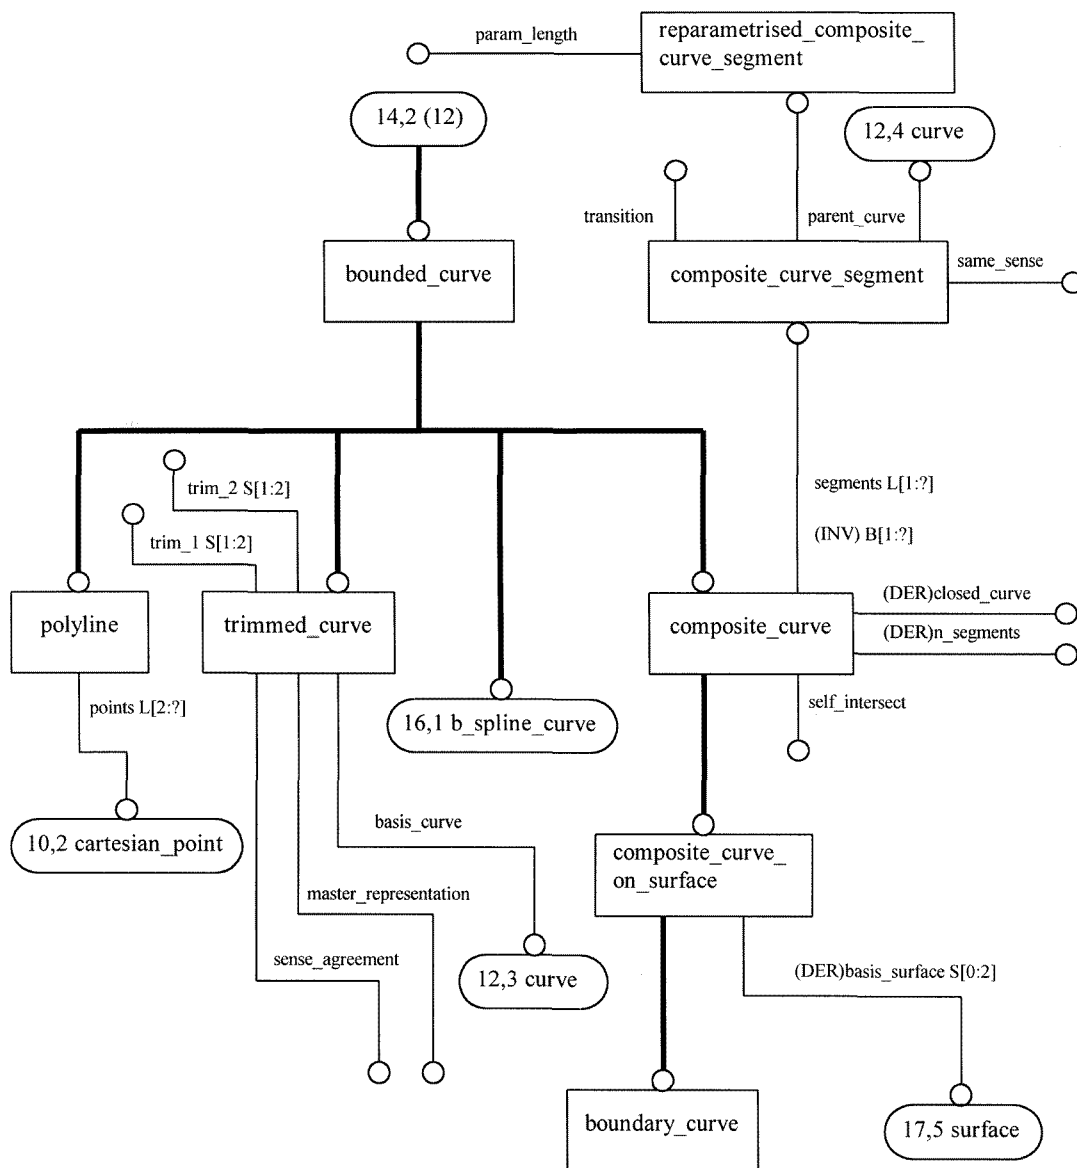 param_length
reparametrised_composite_
curve_segment
14,2 (12)
12,4 curve
transition
parent_curve
bounded_curve
composite_curve_segment
same_sense
trim_2 S[1:2]
segments L[1:?]
trim_1 S[1:2]
(INV) B[1:?]
polyline
trimmed_curve
composite_curve
(DER)closed_curve
(DER)n_segments
points L[2:?]
16,1 b_spline_curve
self_intersect
10,2 cartesian_point
basis_curve
composite_curve_
on_surface
master_representation
sense_agreement
12,3 curve
(DER)basis_surface S[0:2]
boundary_curve
17,5 surface